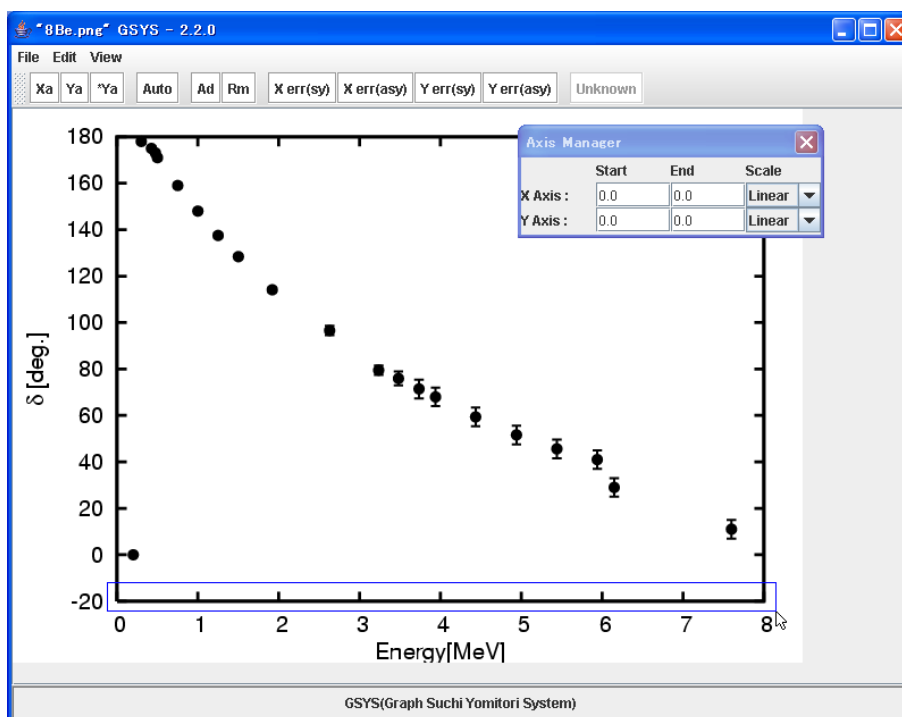 "8Be.png" GSYS - 2.2.0
File Edit View
Xa Ya *Ya Auto Ad Rm X err(sy) X err(asy) Y err(sy) Y err(asy) Unknown
Axis Manager
Start End Scale
X Axis : 0.0 0.0 Linear
Y Axis : 0.0 0.0 Linear
180
160
140
120
100
80
60
40
20
0
-20
δ [deg.]
0 1 2 3 4 5 6 7 8
Energy[MeV]
GSYS(Graph Suchi Yomitori System)